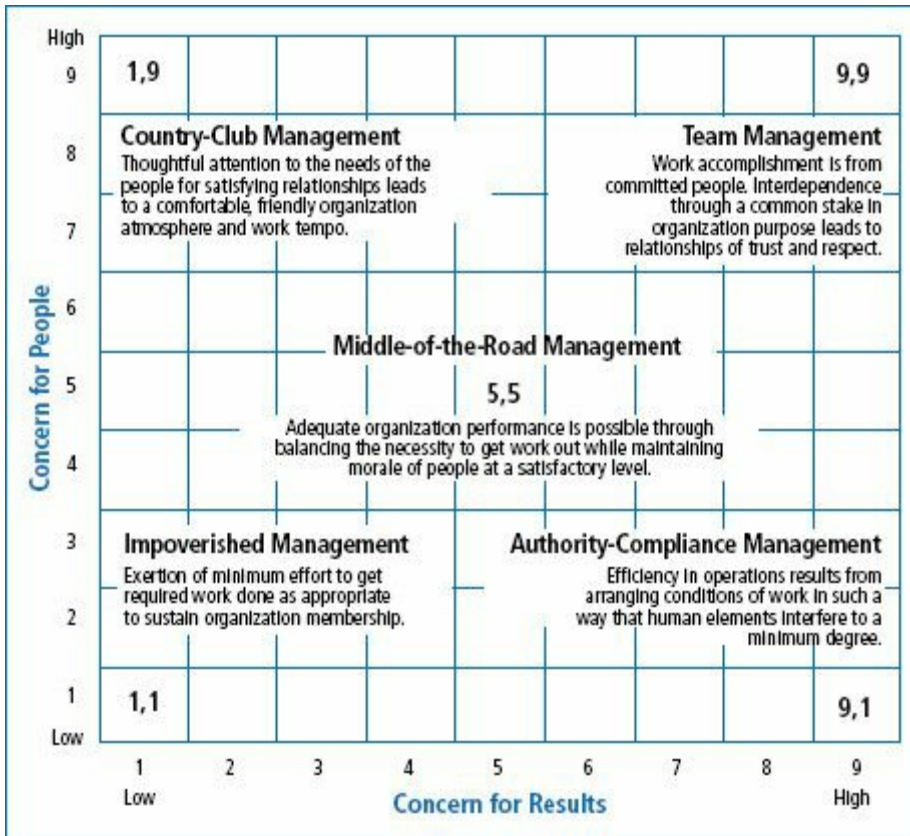 High
9
1,9
9,9
8
Country-Club Management
Thoughtful attention to the needs of the
people for satisfying relationships leads
to a comfortable, friendly organization
atmosphere and work tempo.
Team Management
Work accomplishment is from
committed people. Interdependence
through a common stake in
organization purpose leads to
relationships of trust and respect.
7
6
Concern for People
Middle-of-the-Road Management
5
5,5
Adequate organization performance is possible through
balancing the necessity to get work out while maintaining
morale of people at a satisfactory level.
4
3
Impoverished Management
Exertion of minimum effort to get
required work done as appropriate
to sustain organization membership.
Authority-Compliance Management
Efficiency in operations results from
arranging conditions of work in such a
way that human elements interfere to a
minimum degree.
2
1
1,1
9,1
Low
1 2 3 4 5 6 7 8 9
Low
High
Concern for Results